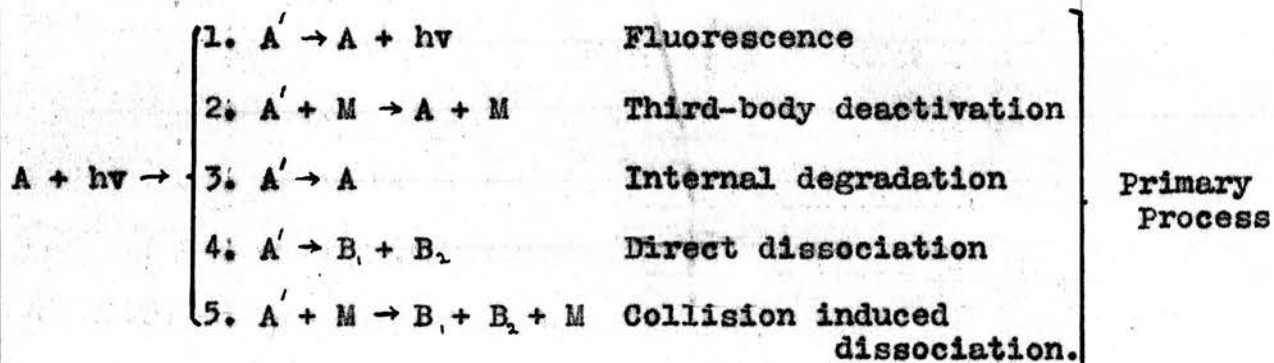 1. A′ → A + hv Fluorescence
2. A′ + M → A + M Third-body deactivation
A + hv → 3. A′ → A Internal degradation Primary
Process
4. A′ → B₁ + B₂ Direct dissociation
5. A′ + M → B₁ + B₂ + M Collision induced
dissociation.